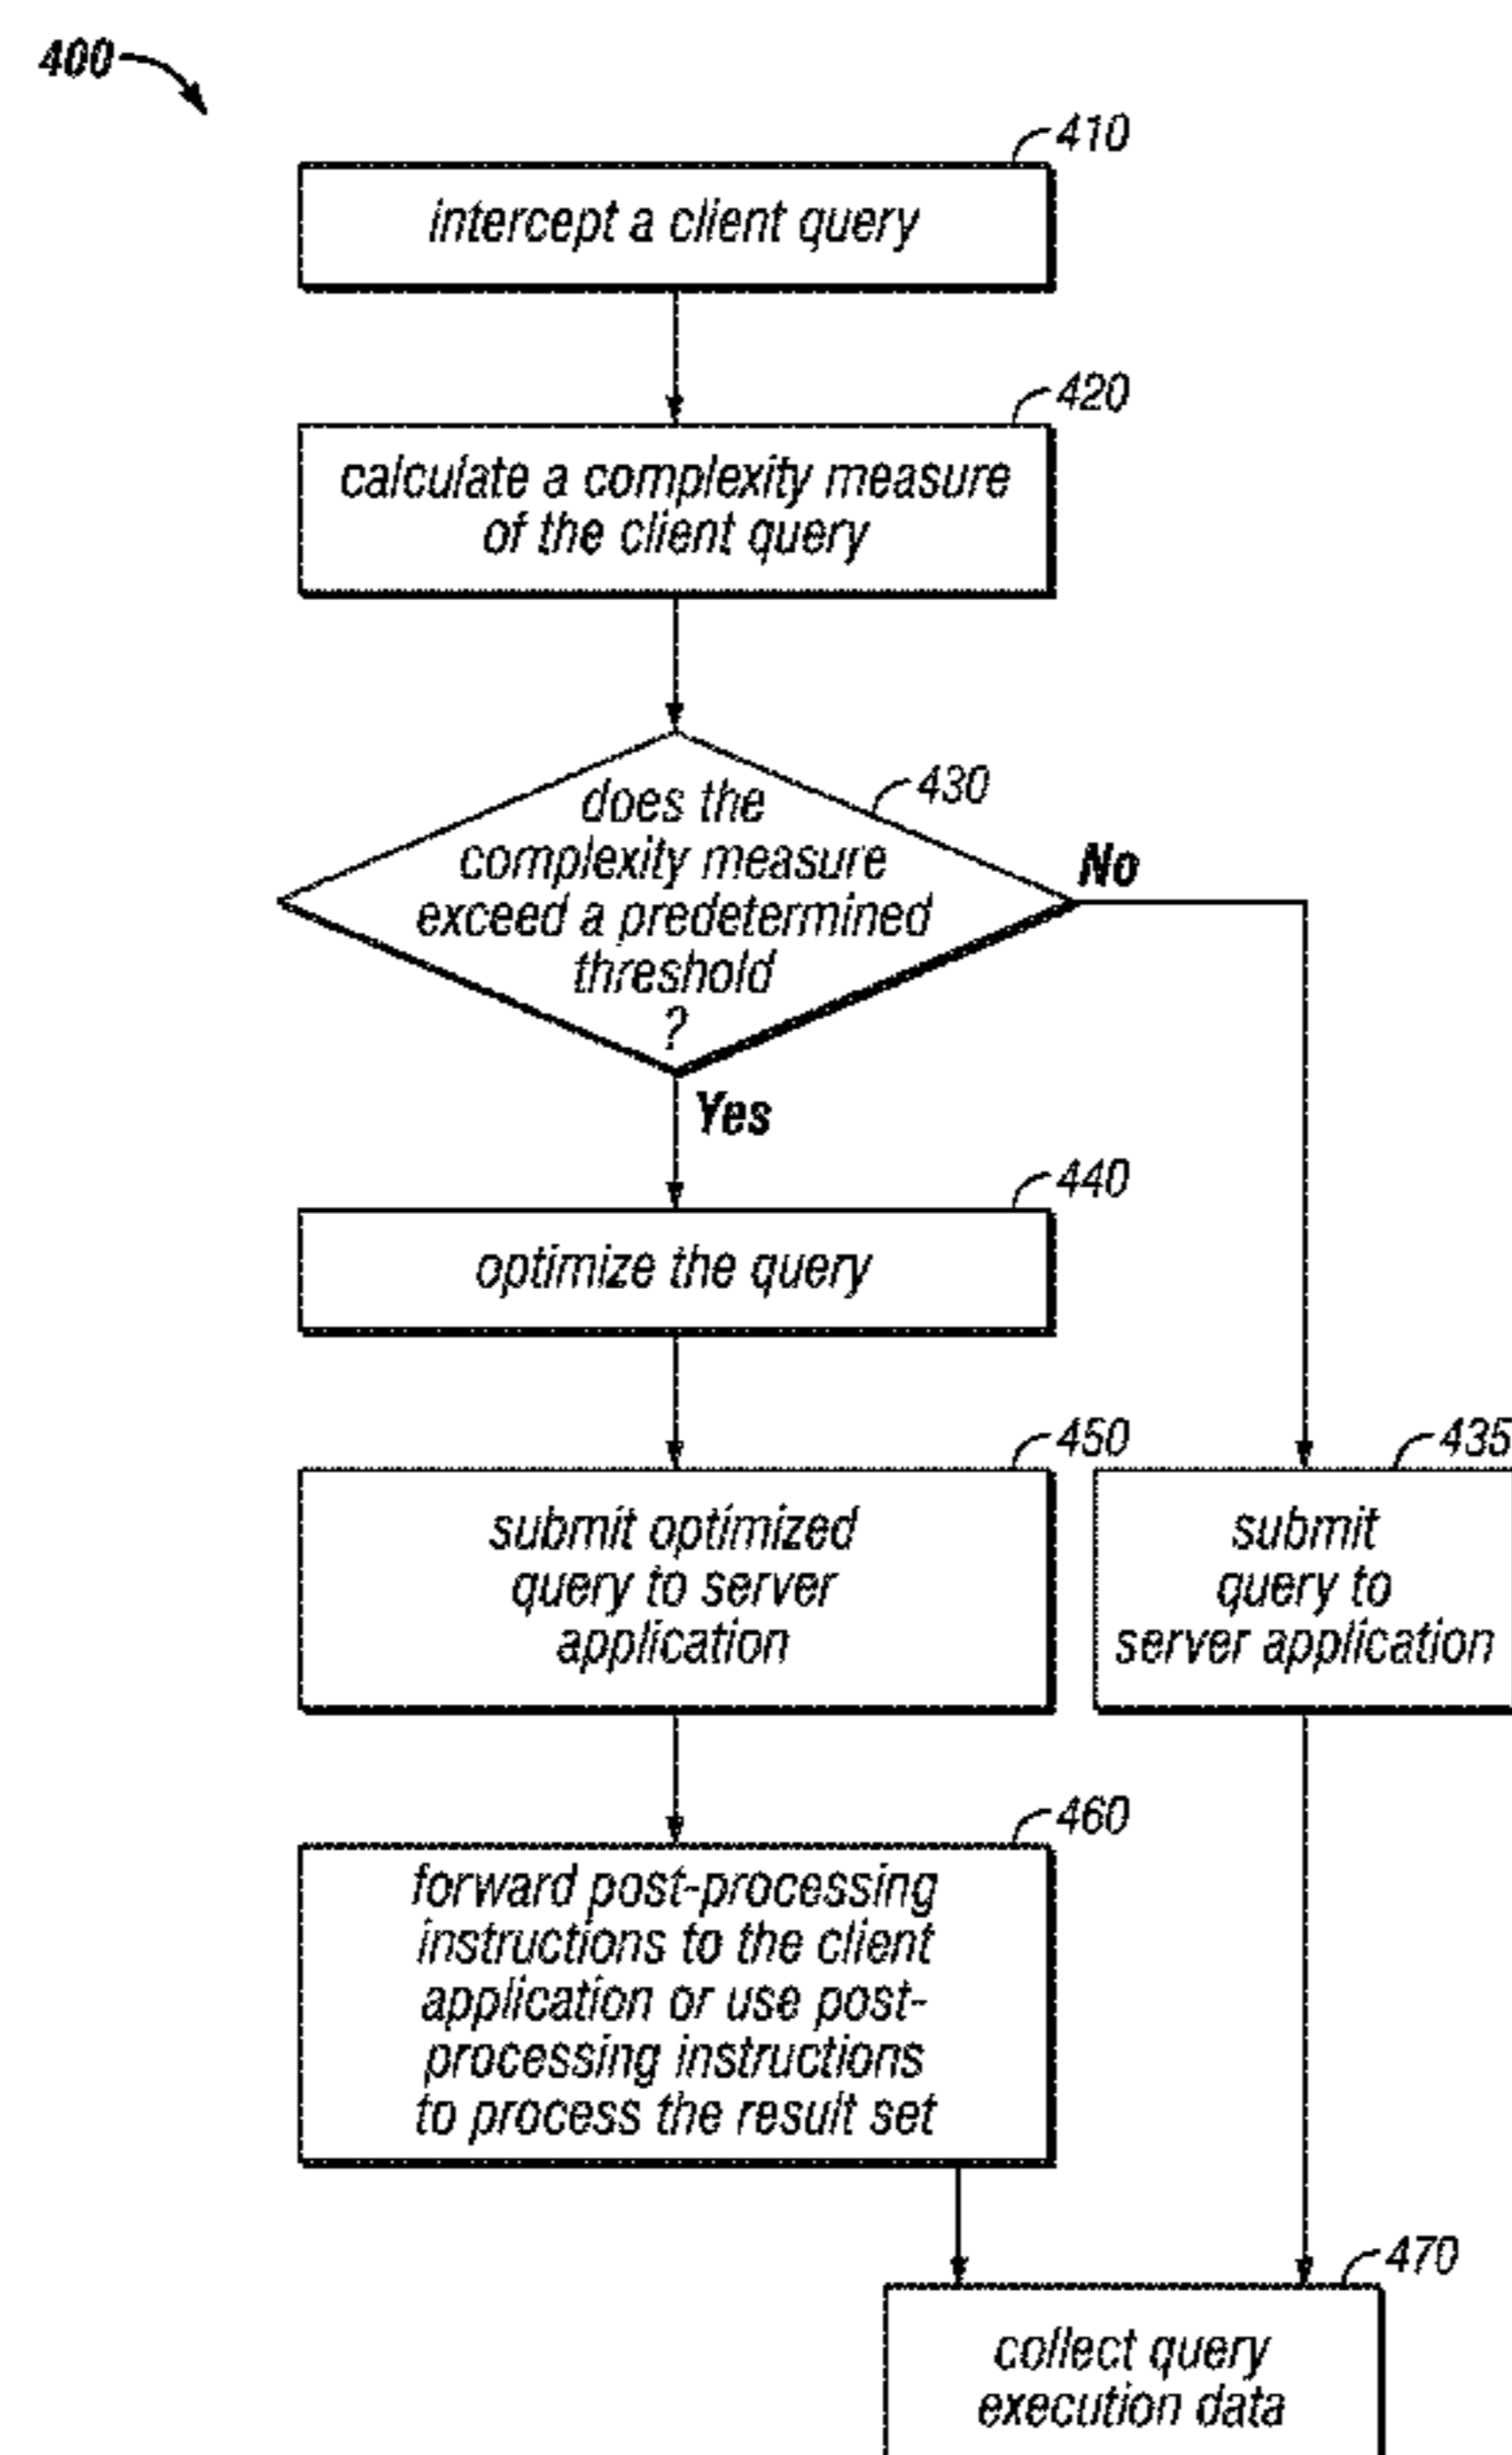 400
410
intercept a client query
420
calculate a complexity measure
of the client query
430
does the
complexity measure
exceed a predetermined
threshold
?
No
Yes
440
optimize the query
450
submit optimized
query to server
application
435
submit
query to
server application
460
forward post-processing
instructions to the client
application or use post-
processing instructions
to process the result set
470
collect query
execution data